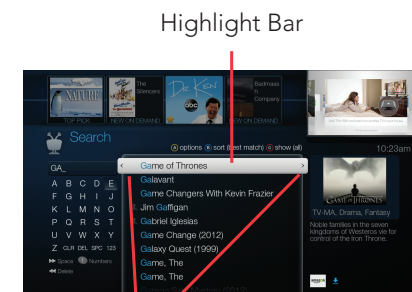 Highlight Bar
NATURE
TOP PICK
The
Silencers
NEW ON DEMAND
abc
Badmaas
h
Company
NEW ON DEMAND
Search
A options B sort (best match) C show (all)
10:23am
GA_
A B C D E
F G H I J
K L M N O
P Q R S T
U V W X Y
Z CLR DEL SPC 123
Space Numbers
Delete
Game of Thrones
Galavant
Game Changers With Kevin Frazier
Jim Gaffigan
Gabriel Iglesias
Game Change (2012)
Galaxy Quest (1999)
Game, The
Game, The
GAME OF THRONES
TV-MA, Drama, Fantasy
Noble families in the seven
kingdoms of Westeros vie for
control of the Iron Throne.
amazon